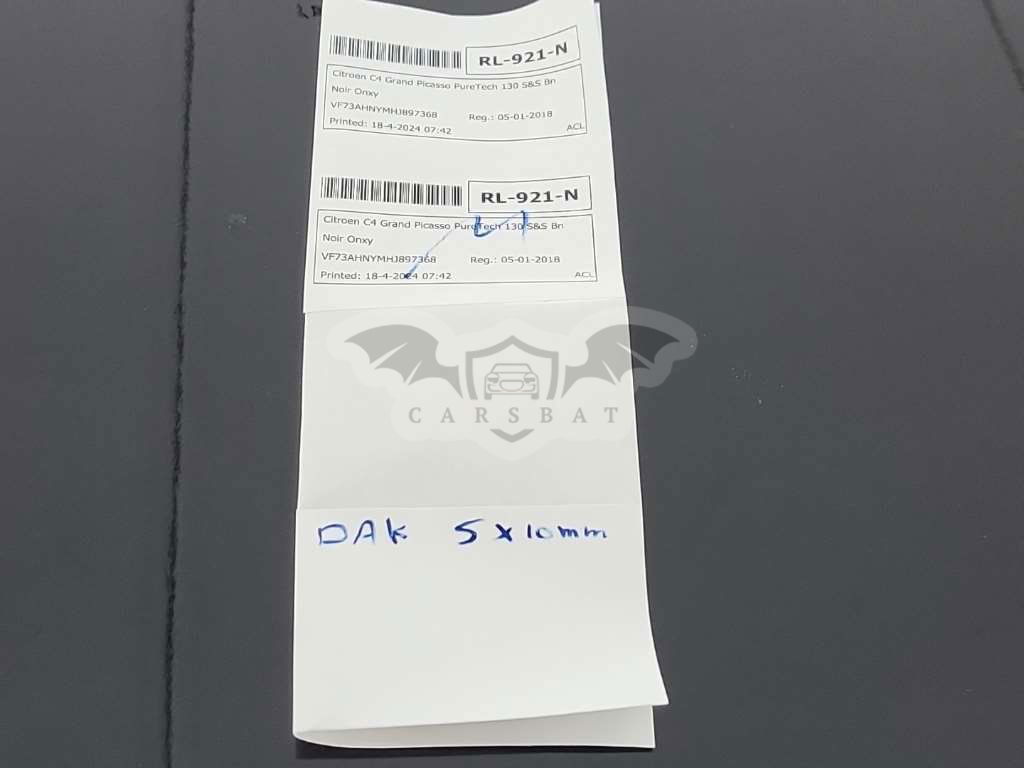 RL-921-N
Citroen C4 Grand Picasso PureTech 130 S&S Bn
Noir Onxy
VF73AHNYMHJ897368 Reg.: 05-01-2018
Printed: 18-4-2024 07:42 ACL
RL-921-N
Citroen C4 Grand Picasso PureTech 130 S&S Bn
Noir Onxy
VF73AHNYMHJ897368 Reg.: 05-01-2018
Printed: 18-4-2024 07:42 ACL
CARSBAT
DAK 5 x 10mm